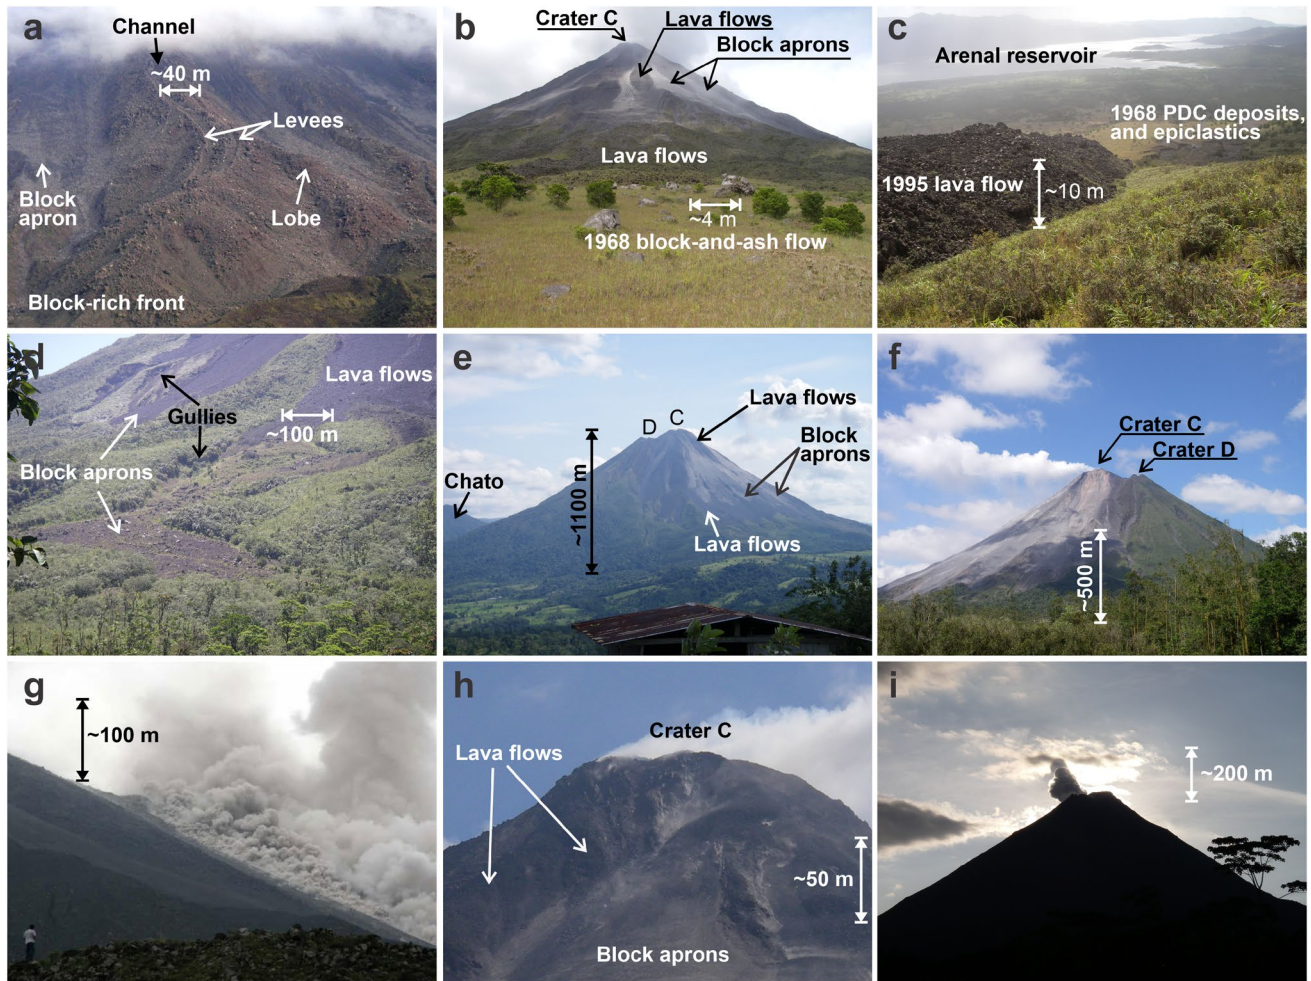 a
Channel
~40 m
Levees
Block
apron
Lobe
Block-rich front
b
Crater C
Lava flows
Block aprons
Lava flows
~4 m
1968 block-and-ash flow
c
Arenal reservoir
1968 PDC deposits,
and epiclastics
1995 lava flow
~10 m
d
Lava flows
Gullies
~100 m
Block aprons
e
D
C
Lava flows
Block
aprons
Chato
~1100 m
Lava flows
f
Crater C
Crater D
~500 m
g
~100 m
h
Crater C
Lava flows
~50 m
Block aprons
i
~200 m